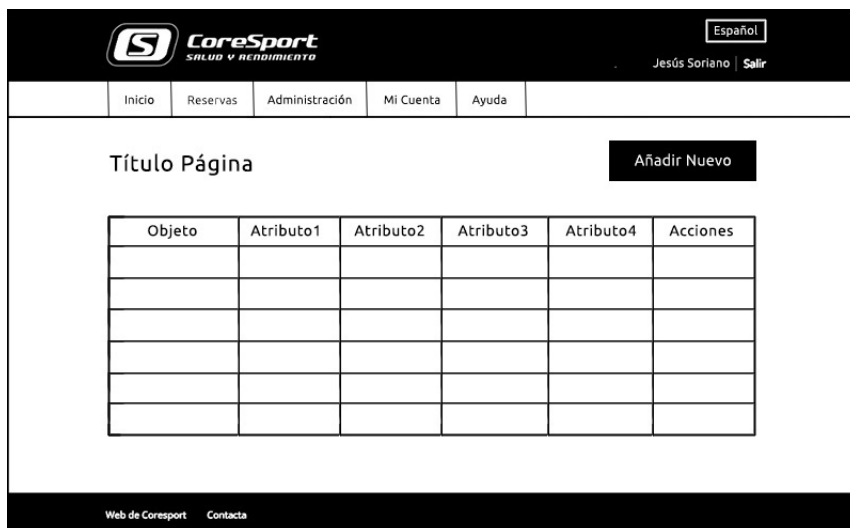 S CoreSport
SALUD Y RENDIMIENTO
Español
Jesús Soriano | Salir
Inicio Reservas Administración Mi Cuenta Ayuda
Título Página
Añadir Nuevo
Objeto Atributo1 Atributo2 Atributo3 Atributo4 Acciones
Web de Coresport Contacta